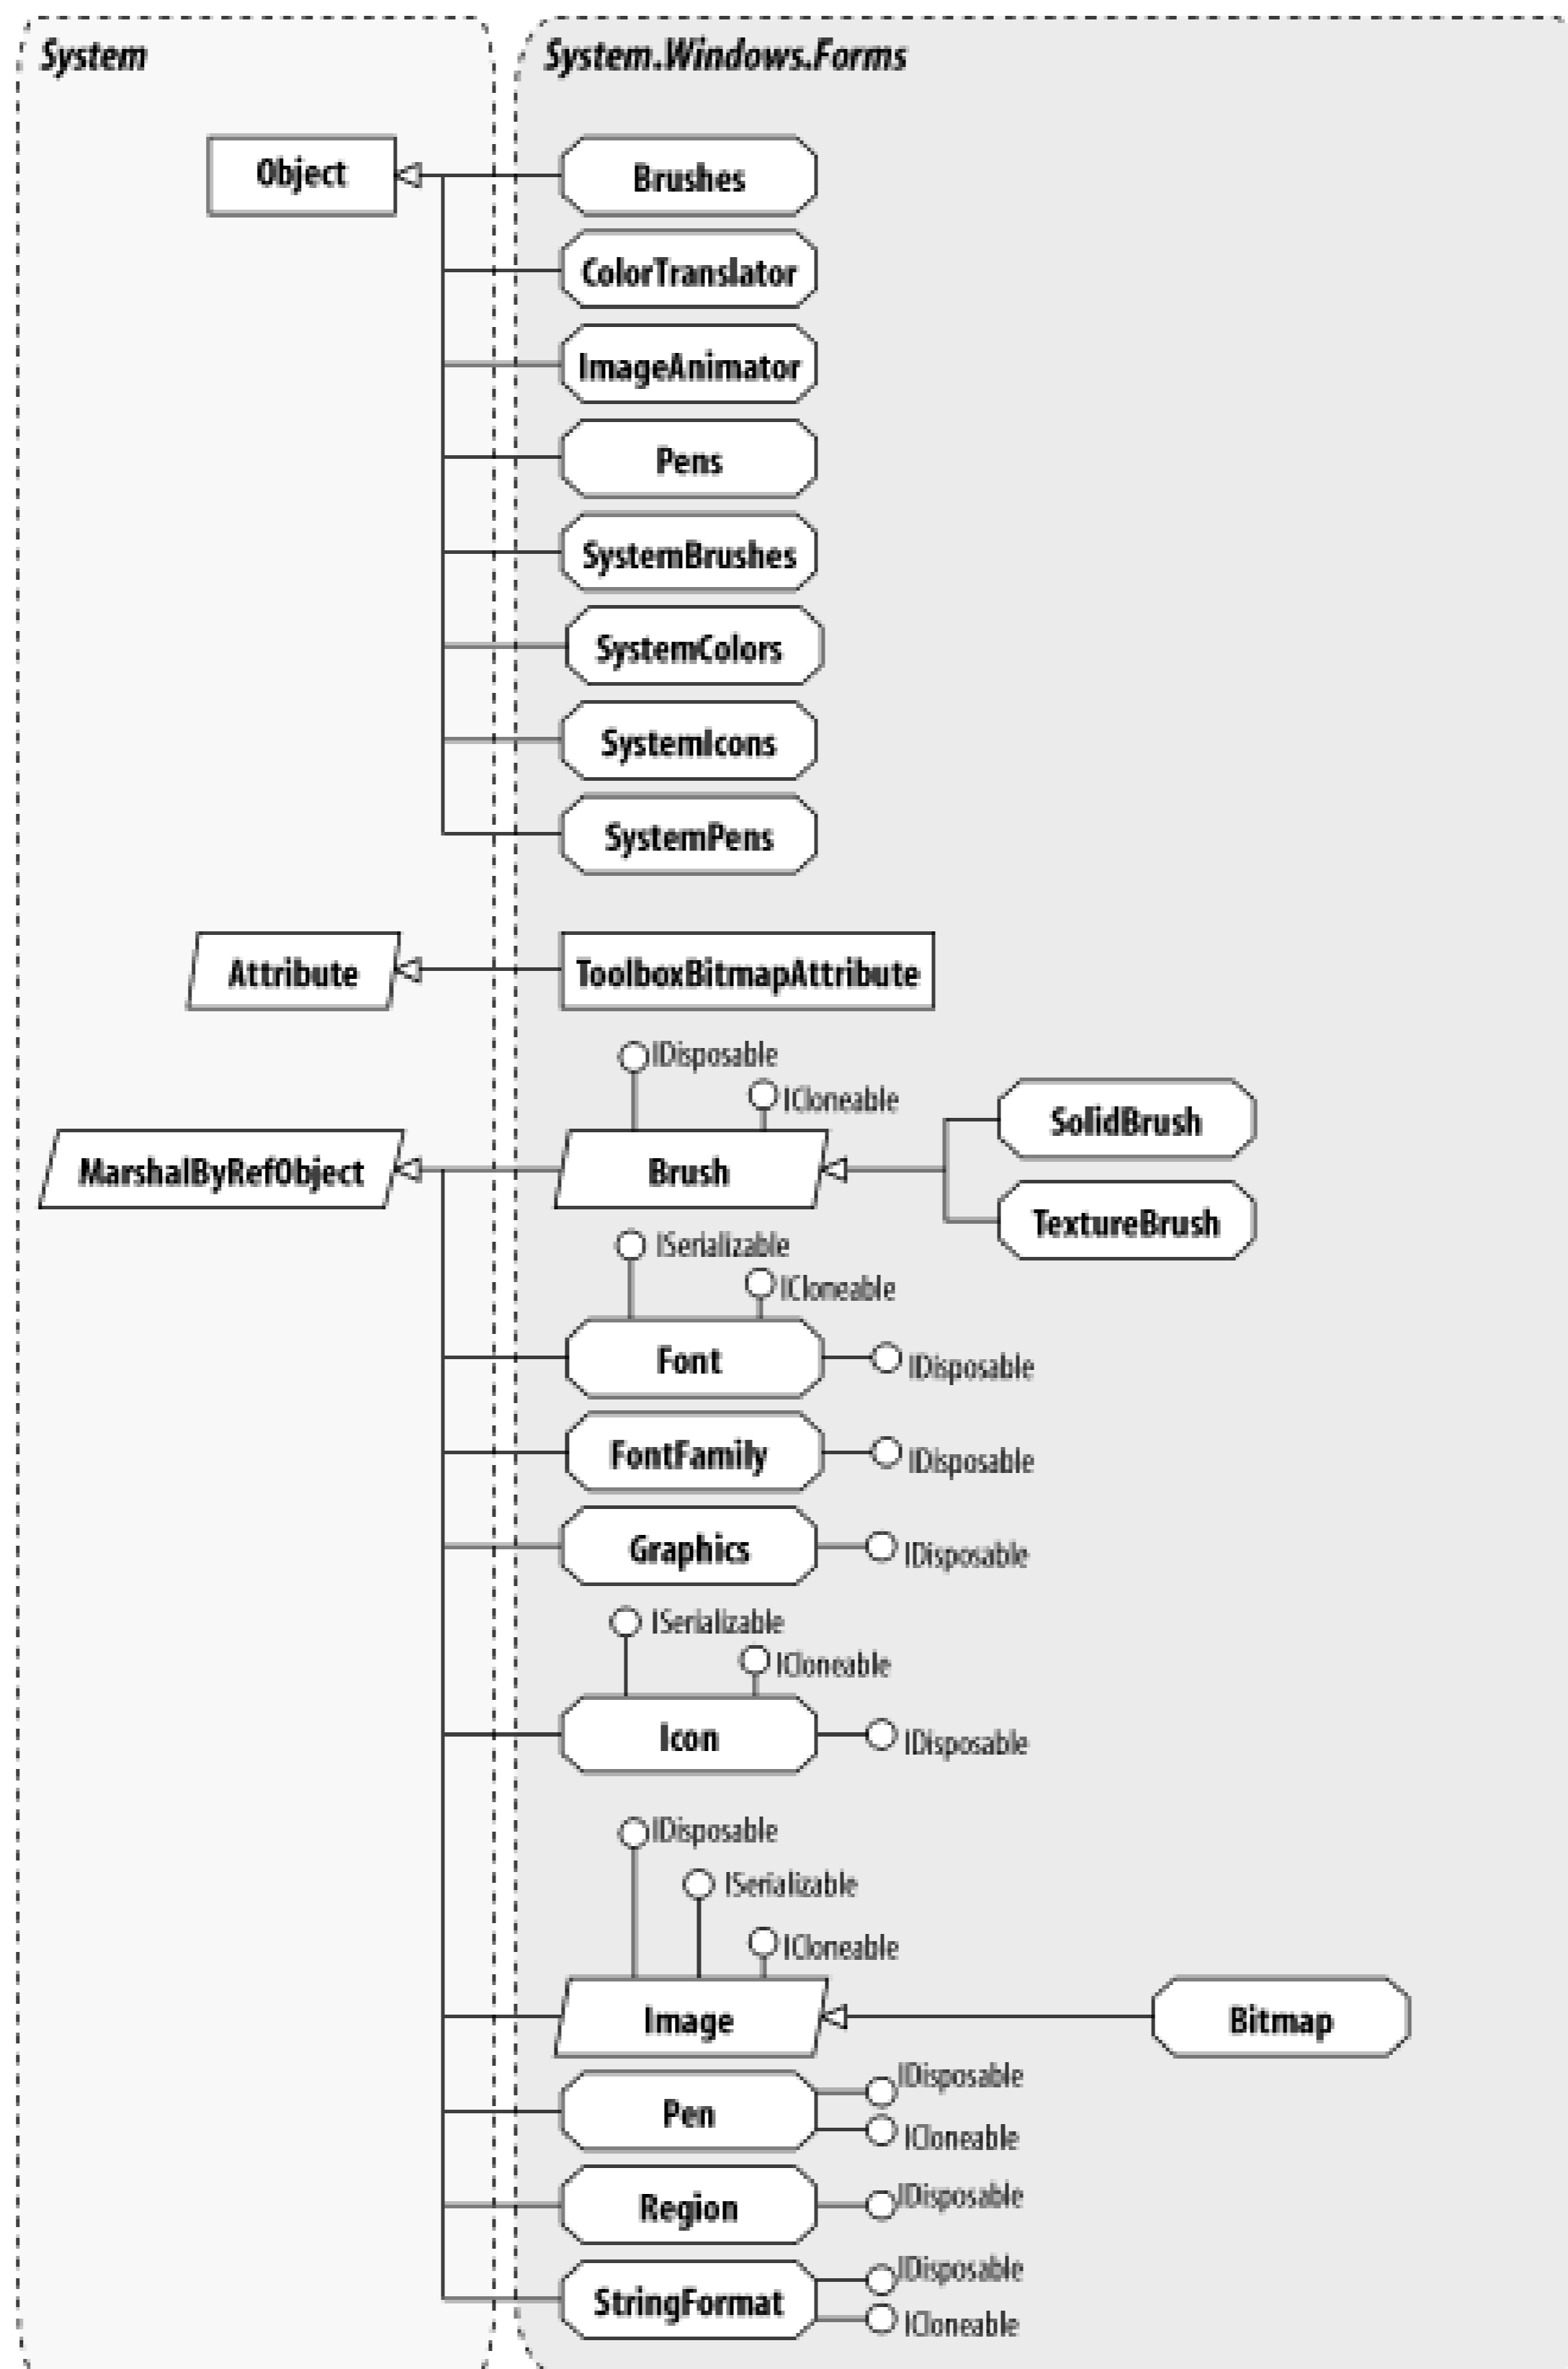 System
System.Windows.Forms
Object
Brushes
ColorTranslator
ImageAnimator
Pens
SystemBrushes
SystemColors
SystemIcons
SystemPens
Attribute
ToolboxBitmapAttribute
IDisposable
ICloneable
SolidBrush
MarshalByRefObject
Brush
TextureBrush
ISerializable
ICloneable
Font
IDisposable
FontFamily
IDisposable
Graphics
IDisposable
ISerializable
ICloneable
Icon
IDisposable
IDisposable
ISerializable
ICloneable
Image
Bitmap
IDisposable
Pen
ICloneable
Region
IDisposable
IDisposable
StringFormat
ICloneable